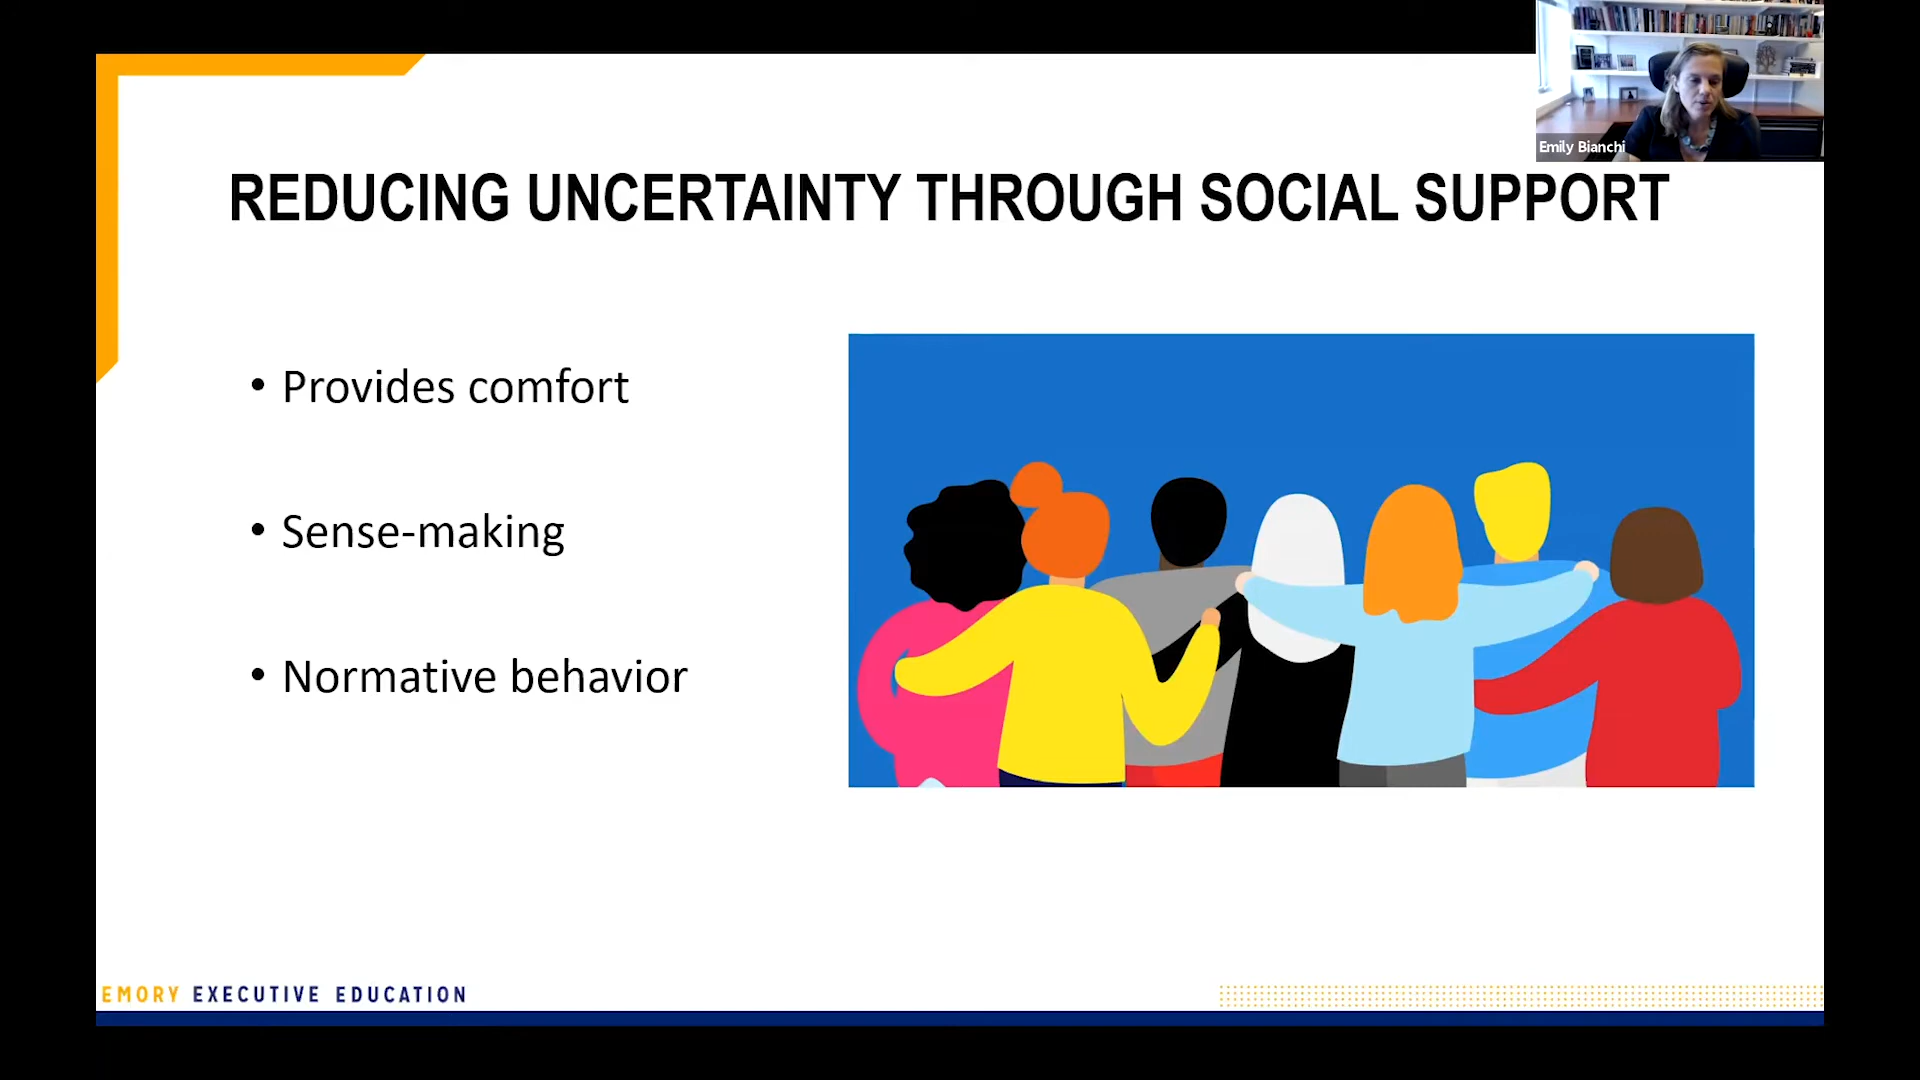 Emily Bianchi
REDUCING UNCERTAINTY THROUGH SOCIAL SUPPORT
• Provides comfort
• Sense-making
• Normative behavior
EMORY EXECUTIVE EDUCATION